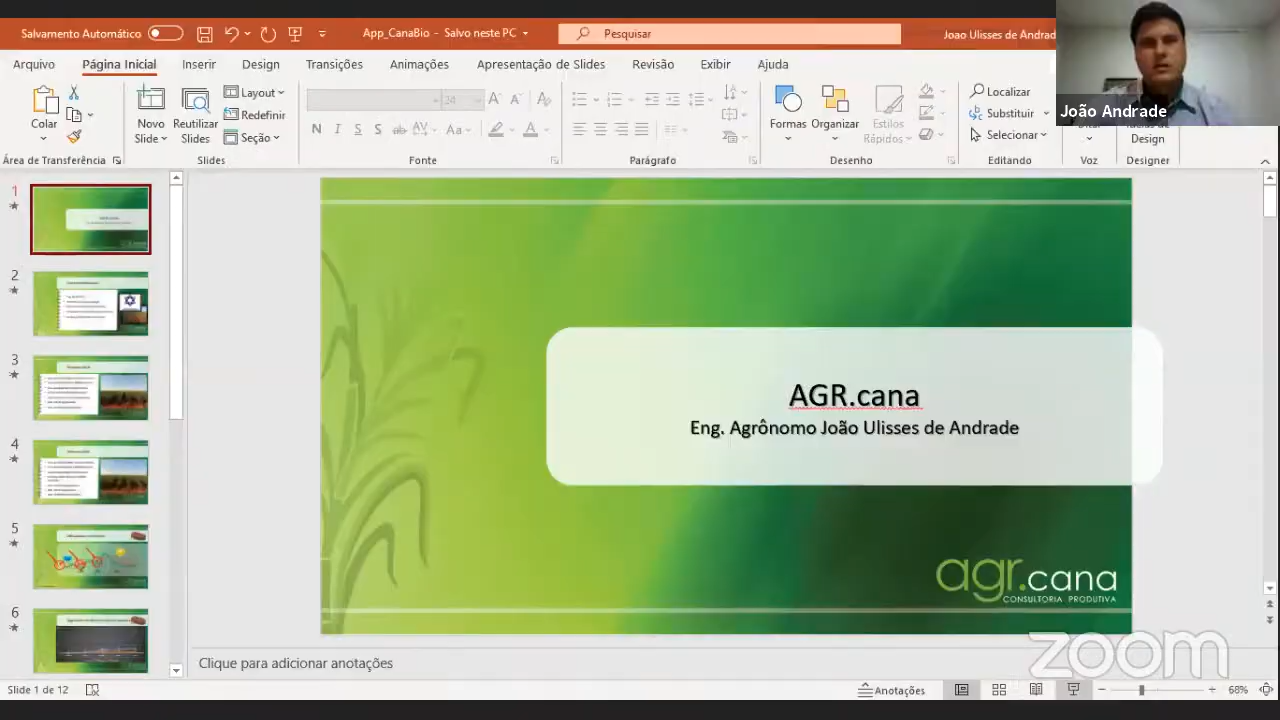 Salvamento Automático
App_CanaBio - Salvo neste PC
Pesquisar
Joao Ulisses de Andrad
Arquivo
Página Inicial
Inserir
Design
Transições
Animações
Apresentação de Slides
Revisão
Exibir
Ajuda
João Andrade
Colar
Novo
Slide
Reutilizar
Slides
Layout
Redefinir
Seção
24
N I S S ab AV Aa A
Formas
Organizar
Estilos
Rápidos
Localizar
Substituir
Selecionar
Design
Área de Transferência
Slides
Fonte
Parágrafo
Desenho
Editando
Voz
Designer
1
2
3
4
5
6
AGR.cana
Eng. Agrônomo João Ulisses de Andrade
agr.cana
CONSULTORIA PRODUTIVA
Clique para adicionar anotações
zoom
Slide 1 de 12
Anotações
68%